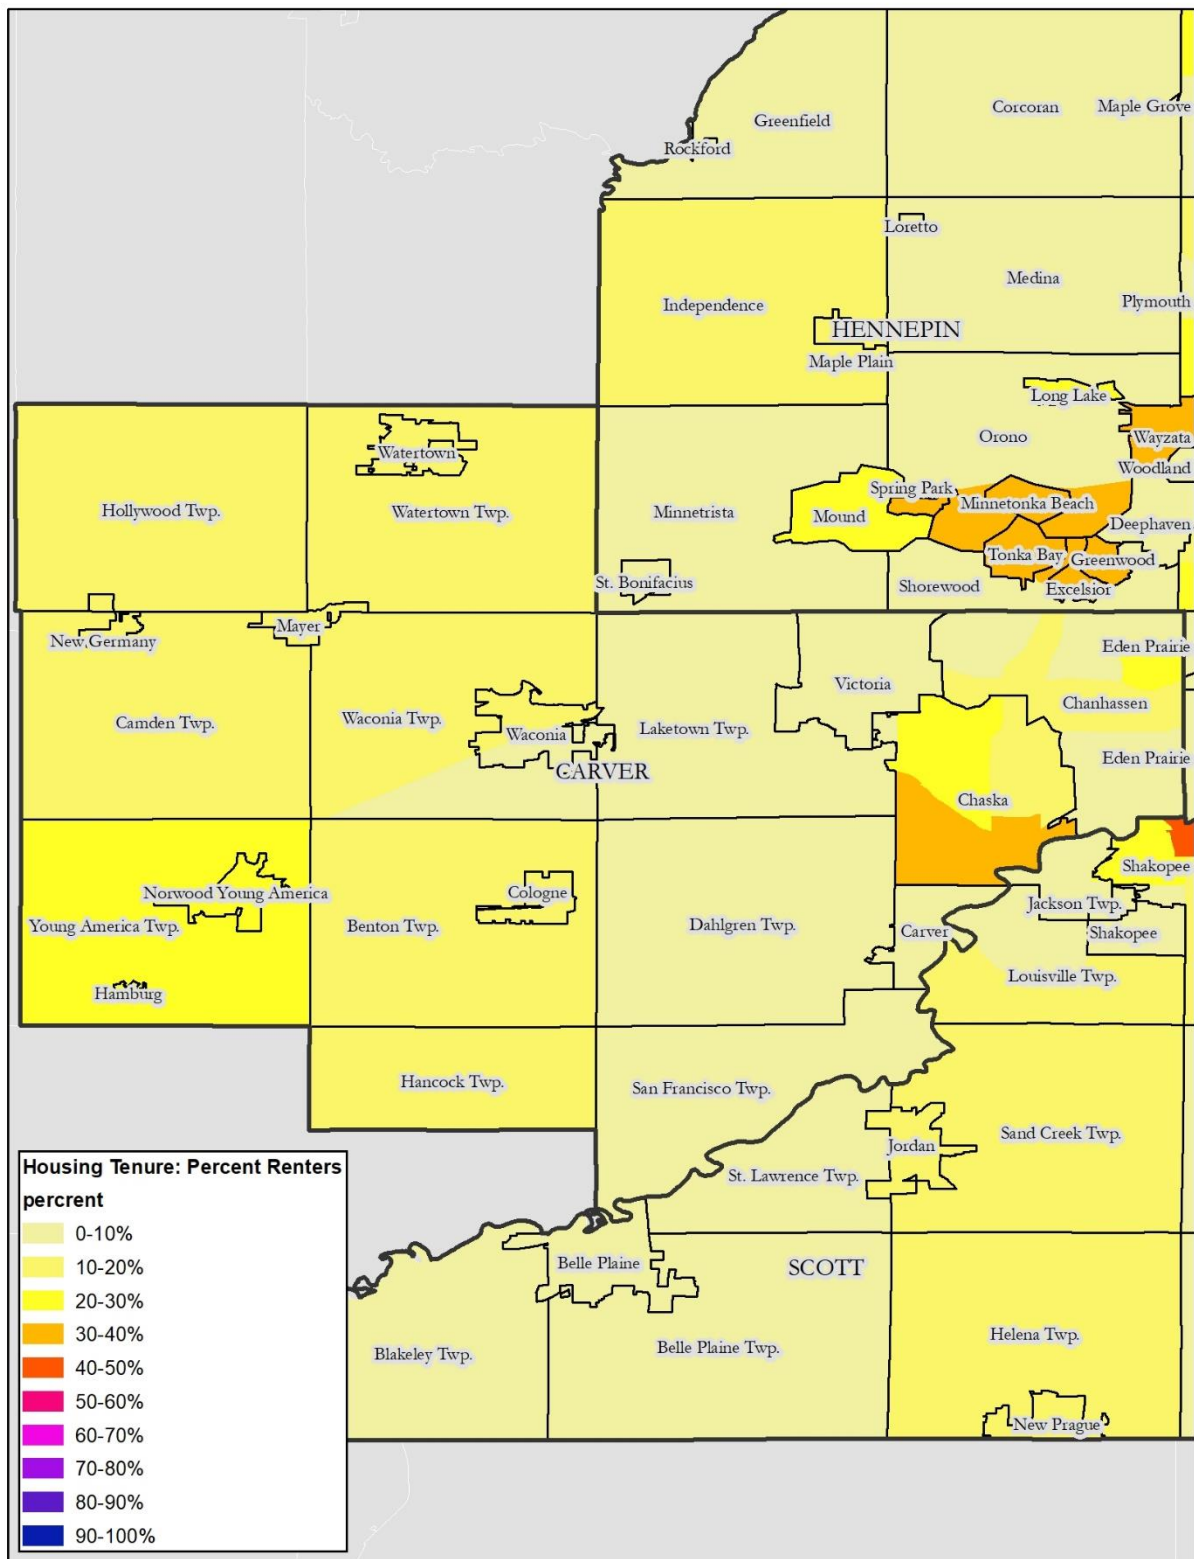 Greenfield
Corcoran
Maple Grove
Rockford
Loretto
Medina
Independence
Plymouth
HENNEPIN
Maple Plain
Long Lake
Orono
Wayzata
Woodland
Watertown
Hollywood Twp.
Watertown Twp.
Minnetrista
Mound
Spring Park
Minnetonka Beach
Deephaven
Tonka Bay
Greenwood
St. Bonifacius
Shorewood
Excelsior
New Germany
Mayer
Eden Prairie
Camden Twp.
Waconia Twp.
Waconia
Laketown Twp.
Victoria
Chanhassen
CARVER
Eden Prairie
Chaska
Shakopee
Norwood Young America
Cologne
Jackson Twp.
Young America Twp.
Benton Twp.
Dahlgren Twp.
Carver
Shakopee
Louisville Twp.
Hamburg
Hancock Twp.
San Francisco Twp.
Sand Creek Twp.
Jordan
St. Lawrence Twp.
Belle Plaine
SCOTT
Blakeley Twp.
Belle Plaine Twp.
Helena Twp.
New Prague
Housing Tenure: Percent Renters
percrent
0-10%
10-20%
20-30%
30-40%
40-50%
50-60%
60-70%
70-80%
80-90%
90-100%